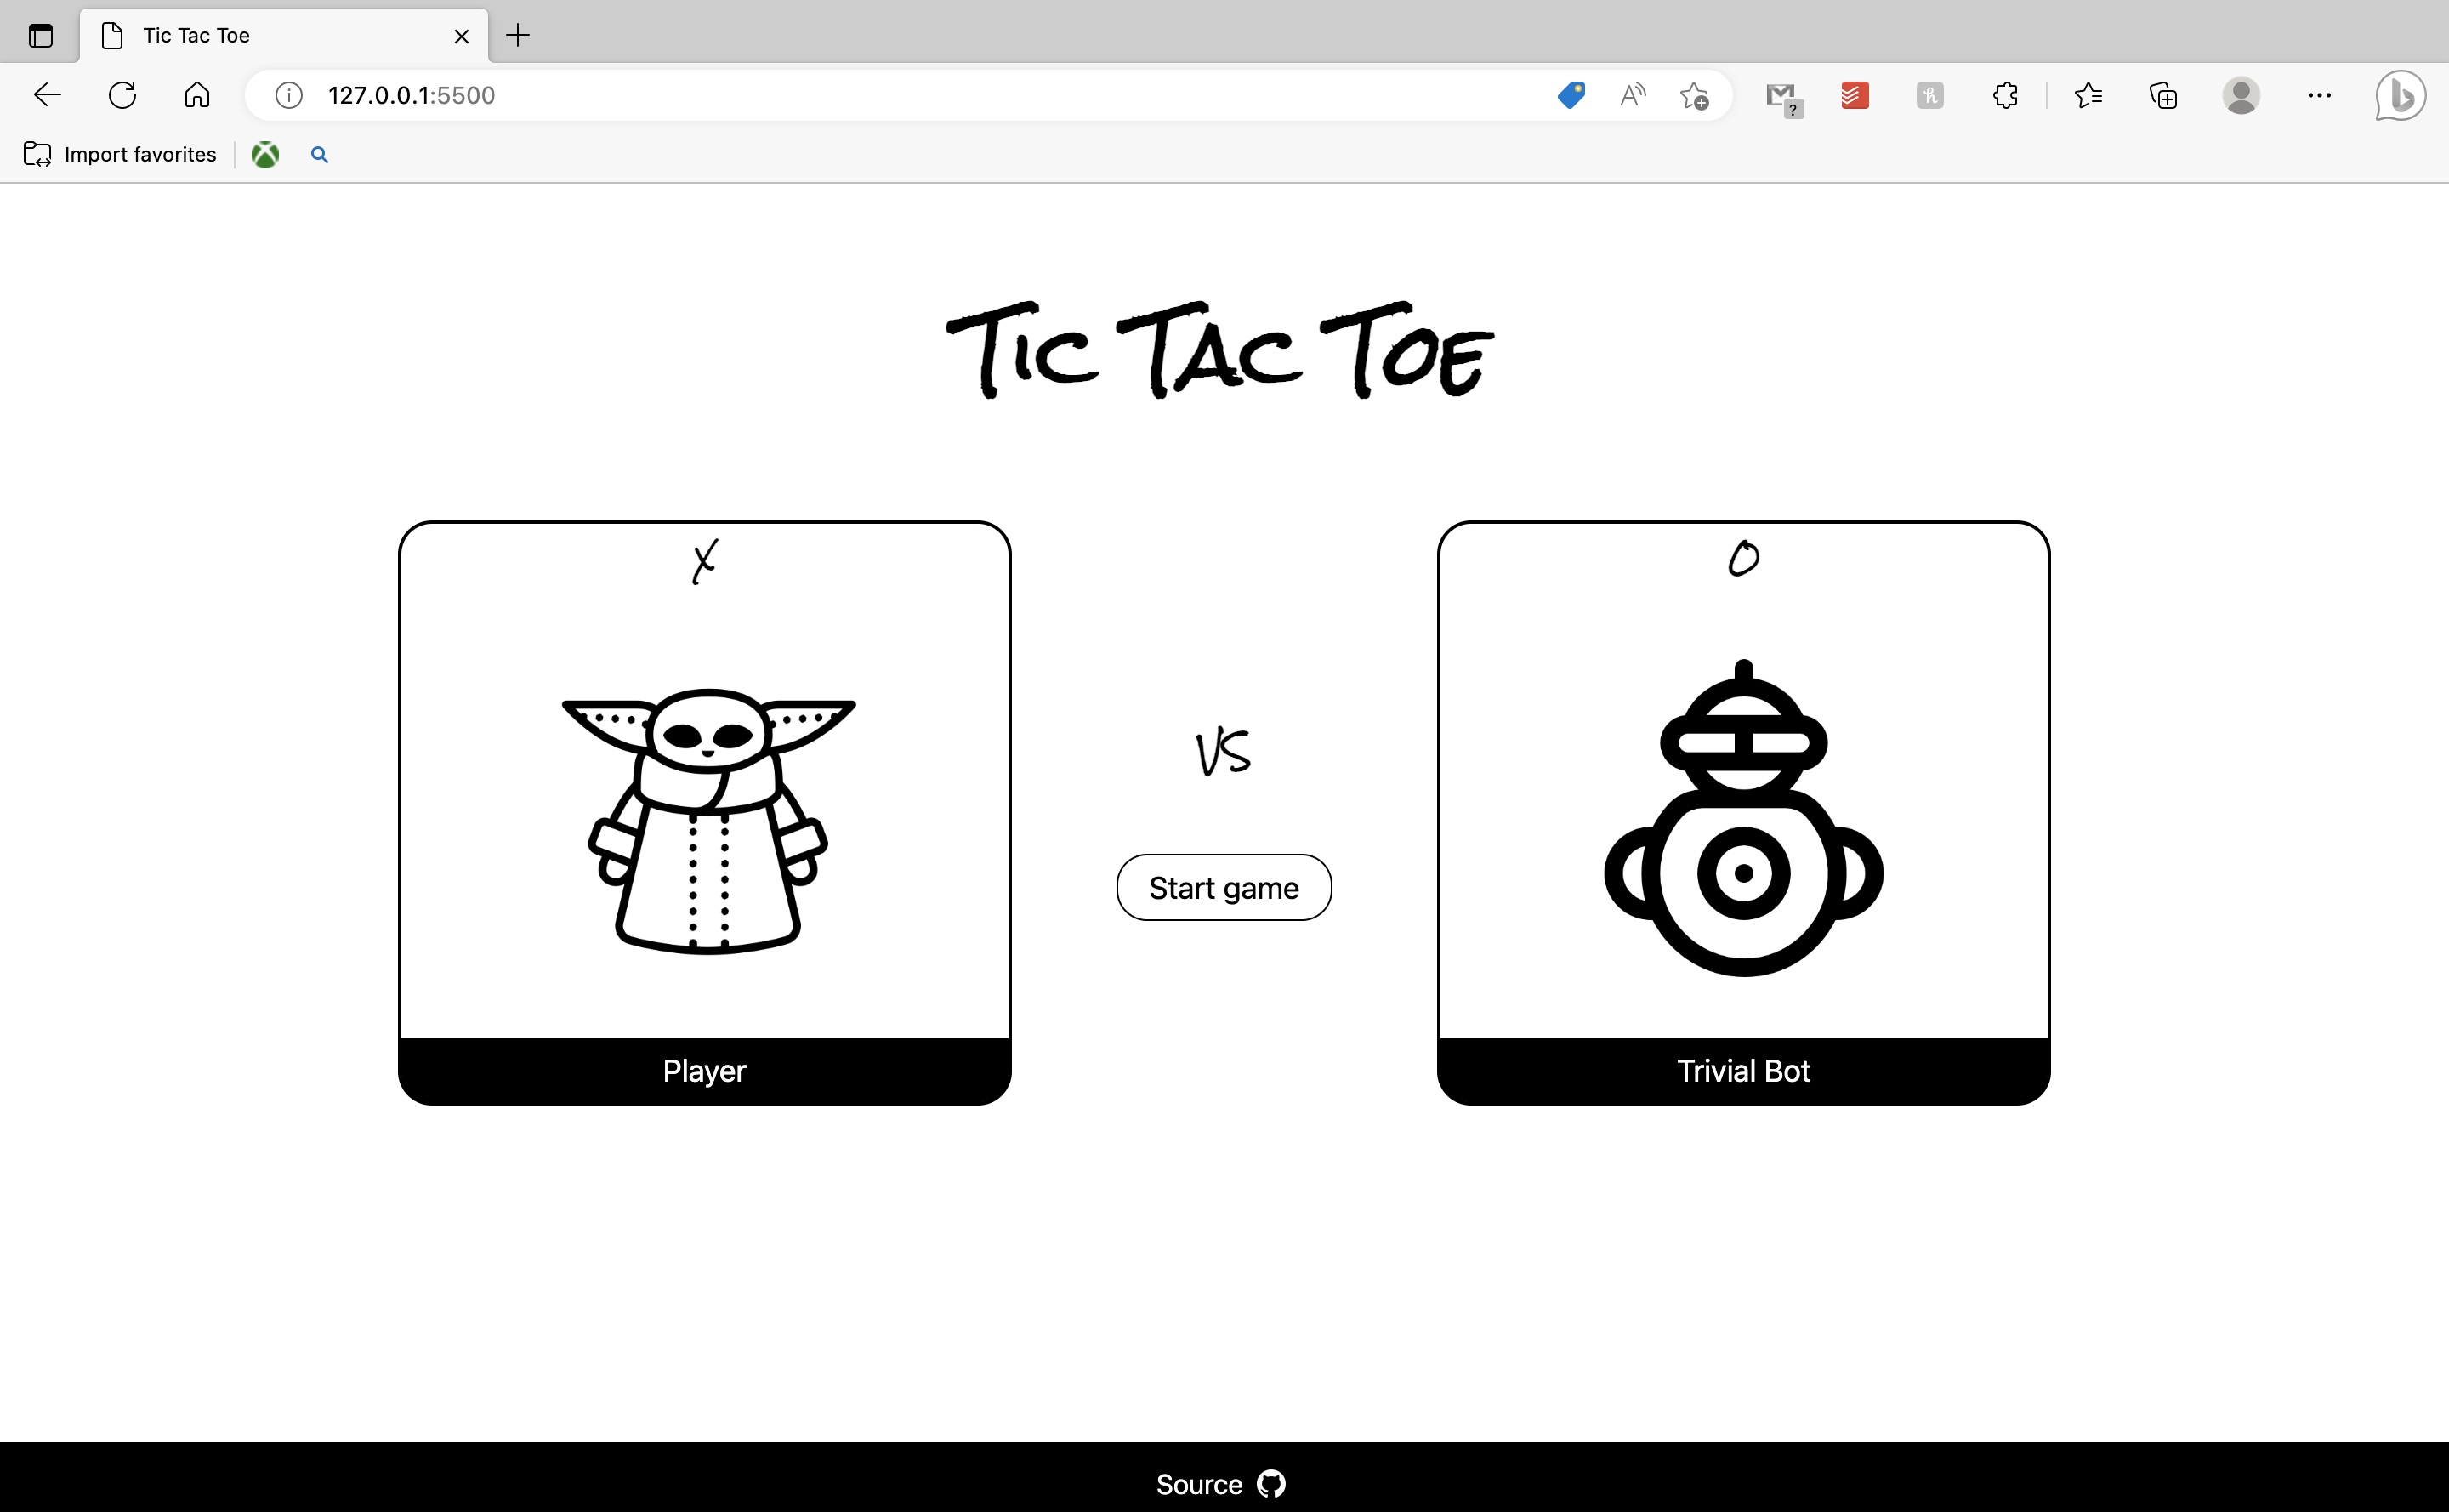 Tic Tac Toe
127.0.0.1:5500
Import favorites
Tic Tac Toe
X
O
VS
Start game
Player
Trivial Bot
Source